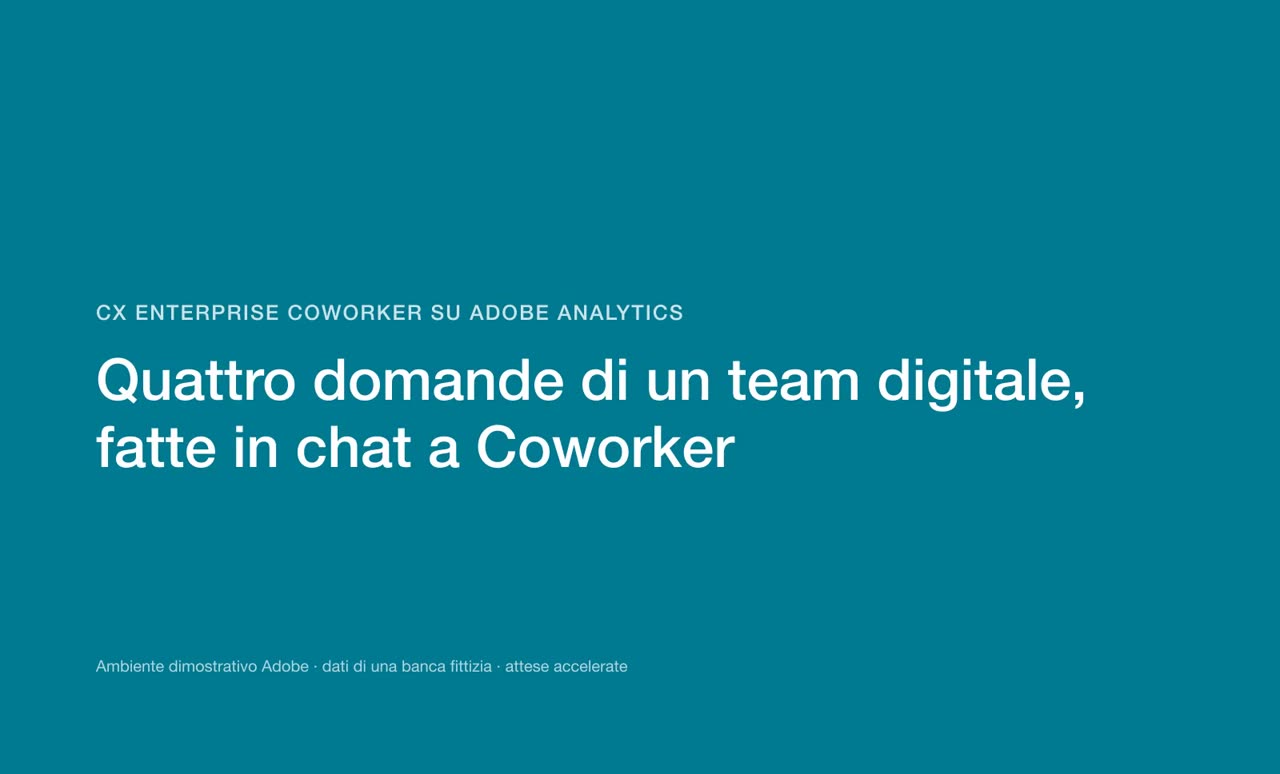 CX ENTERPRISE COWORKER SU ADOBE ANALYTICS
Quattro domande di un team digitale,
fatte in chat a Coworker
Ambiente dimostrativo Adobe · dati di una banca fittizia · attese accelerate